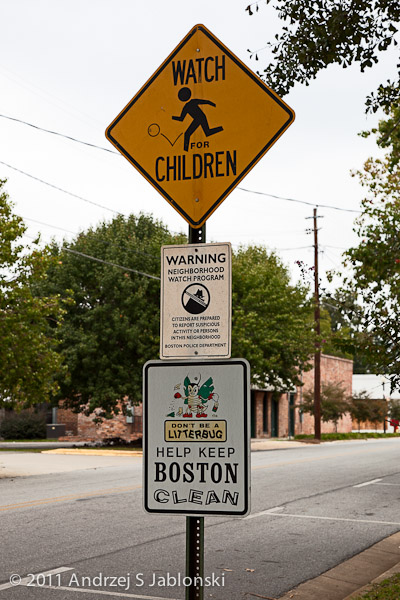 WATCH
FOR
CHILDREN
WARNING
NEIGHBORHOOD
WATCH PROGRAM
CITIZENS ARE PREPARED
TO REPORT SUSPICIOUS
ACTIVITY OR PERSONS
IN THIS NEIGHBORHOOD
BOSTON POLICE DEPARTMENT
DON'T BE A
LITTERBUG
HELP KEEP
BOSTON
CLEAN
© 2011 Andrzej S Jabłoński